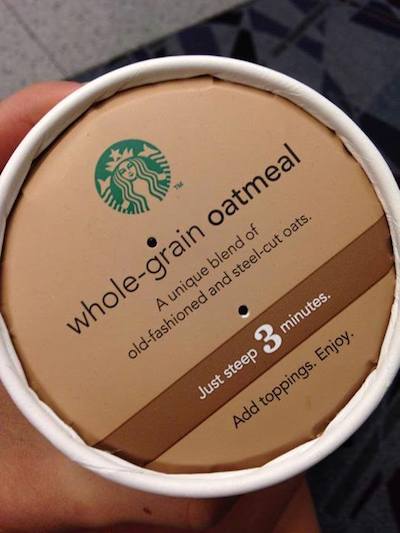 TM
whole-grain oatmeal
A unique blend of
old-fashioned and steel-cut oats.
Just steep 3 minutes.
Add toppings. Enjoy.